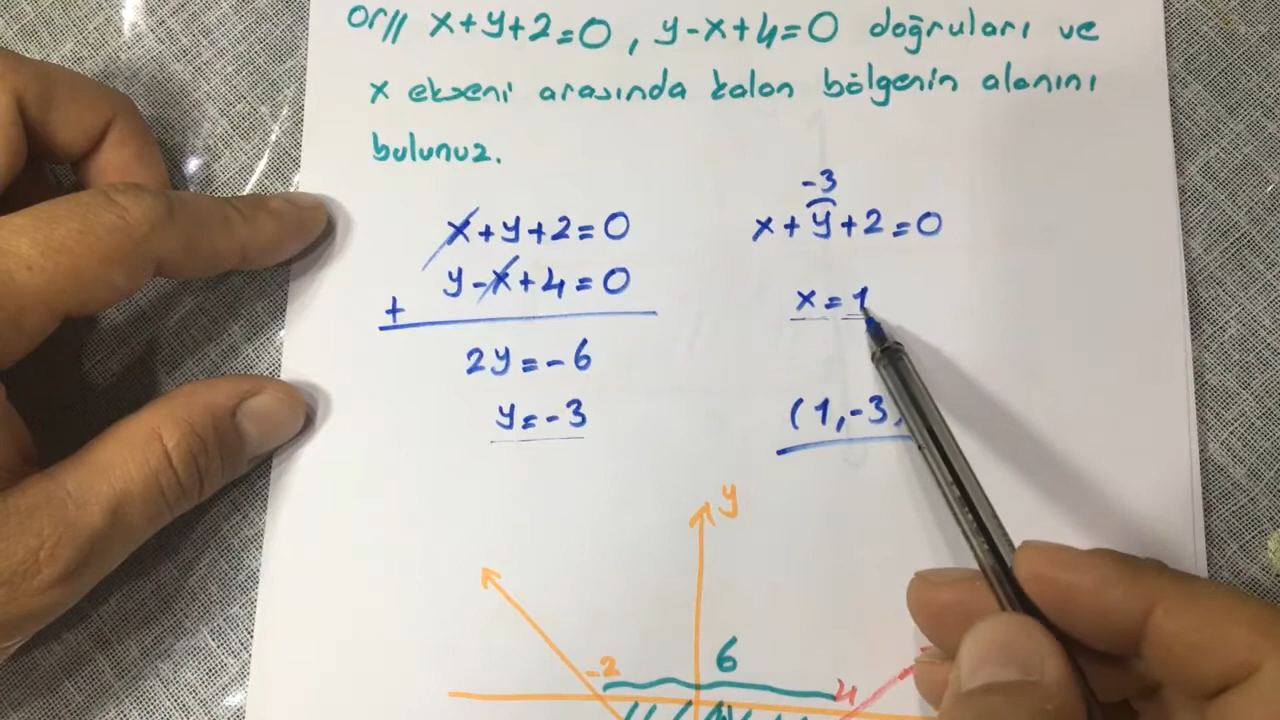 Or// x+y+2=0, y-x+4=0 doğruları ve
x ekseni arasında kalan bölgenin alanını
bulunuz.
x+y+2=0
y-x+4=0
+
2y=-6
y=-3
-3
x+y+2=0
x=1
(1,-3)
y
6
-2
4